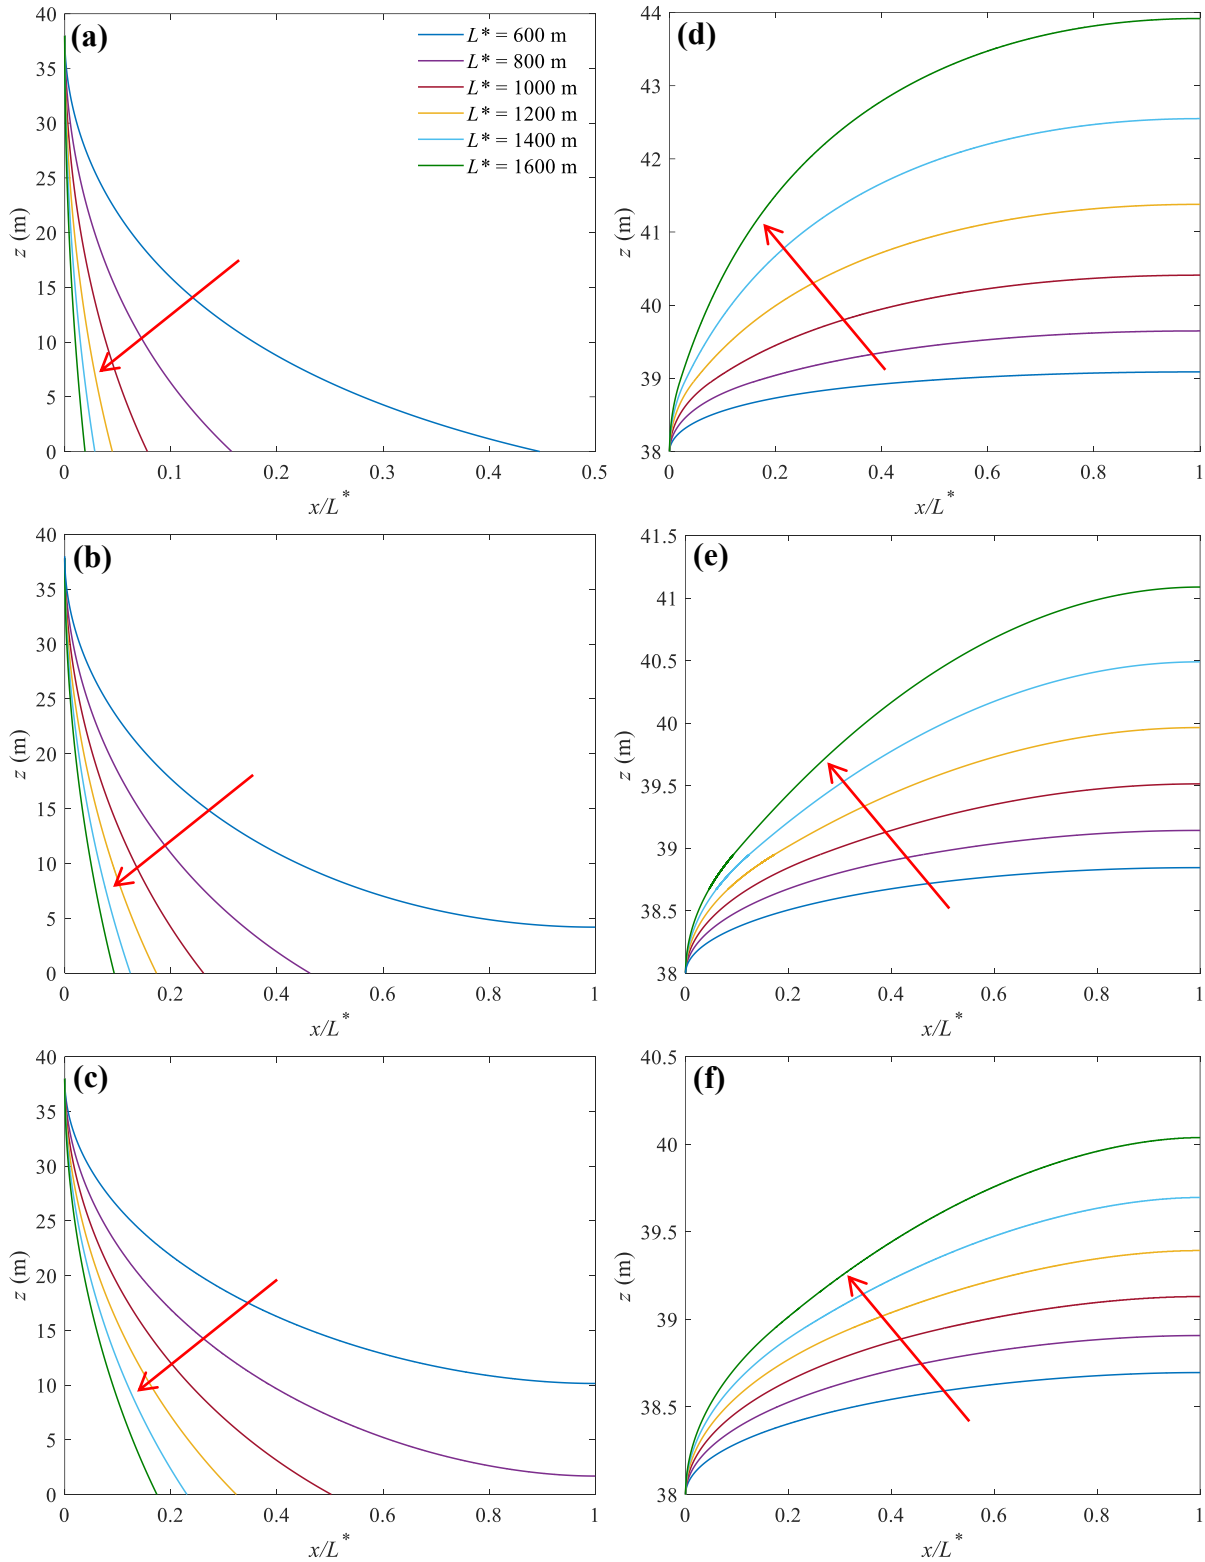 (a)
L* = 600 m
L* = 800 m
L* = 1000 m
L* = 1200 m
L* = 1400 m
L* = 1600 m
40
35
30
25
20
15
10
5
0
z (m)
0 0.1 0.2 0.3 0.4 0.5
x/L*
(d)
44
43
42
41
40
39
38
z (m)
0 0.2 0.4 0.6 0.8 1
x/L*
(b)
40
35
30
25
20
15
10
5
0
z (m)
0 0.2 0.4 0.6 0.8 1
x/L*
(e)
41.5
41
40.5
40
39.5
39
38.5
38
z (m)
0 0.2 0.4 0.6 0.8 1
x/L*
(c)
40
35
30
25
20
15
10
5
0
z (m)
0 0.2 0.4 0.6 0.8 1
x/L*
(f)
40.5
40
39.5
39
38.5
38
z (m)
0 0.2 0.4 0.6 0.8 1
x/L*